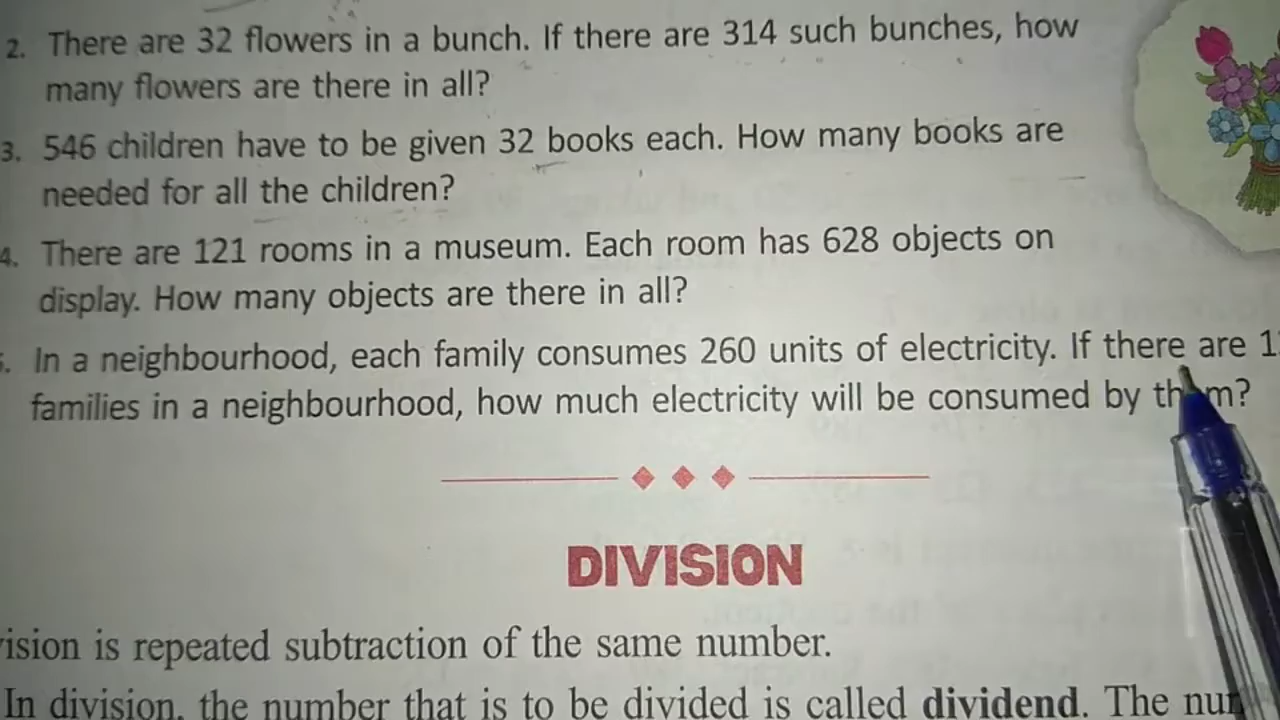 2. There are 32 flowers in a bunch. If there are 314 such bunches, how
many flowers are there in all?
3. 546 children have to be given 32 books each. How many books are
needed for all the children?
4. There are 121 rooms in a museum. Each room has 628 objects on
display. How many objects are there in all?
In a neighbourhood, each family consumes 260 units of electricity. If there are
families in a neighbourhood, how much electricity will be consumed by
DIVISION
is repeated subtraction of the same number.
In division, the number that is to be divided is called dividend. The